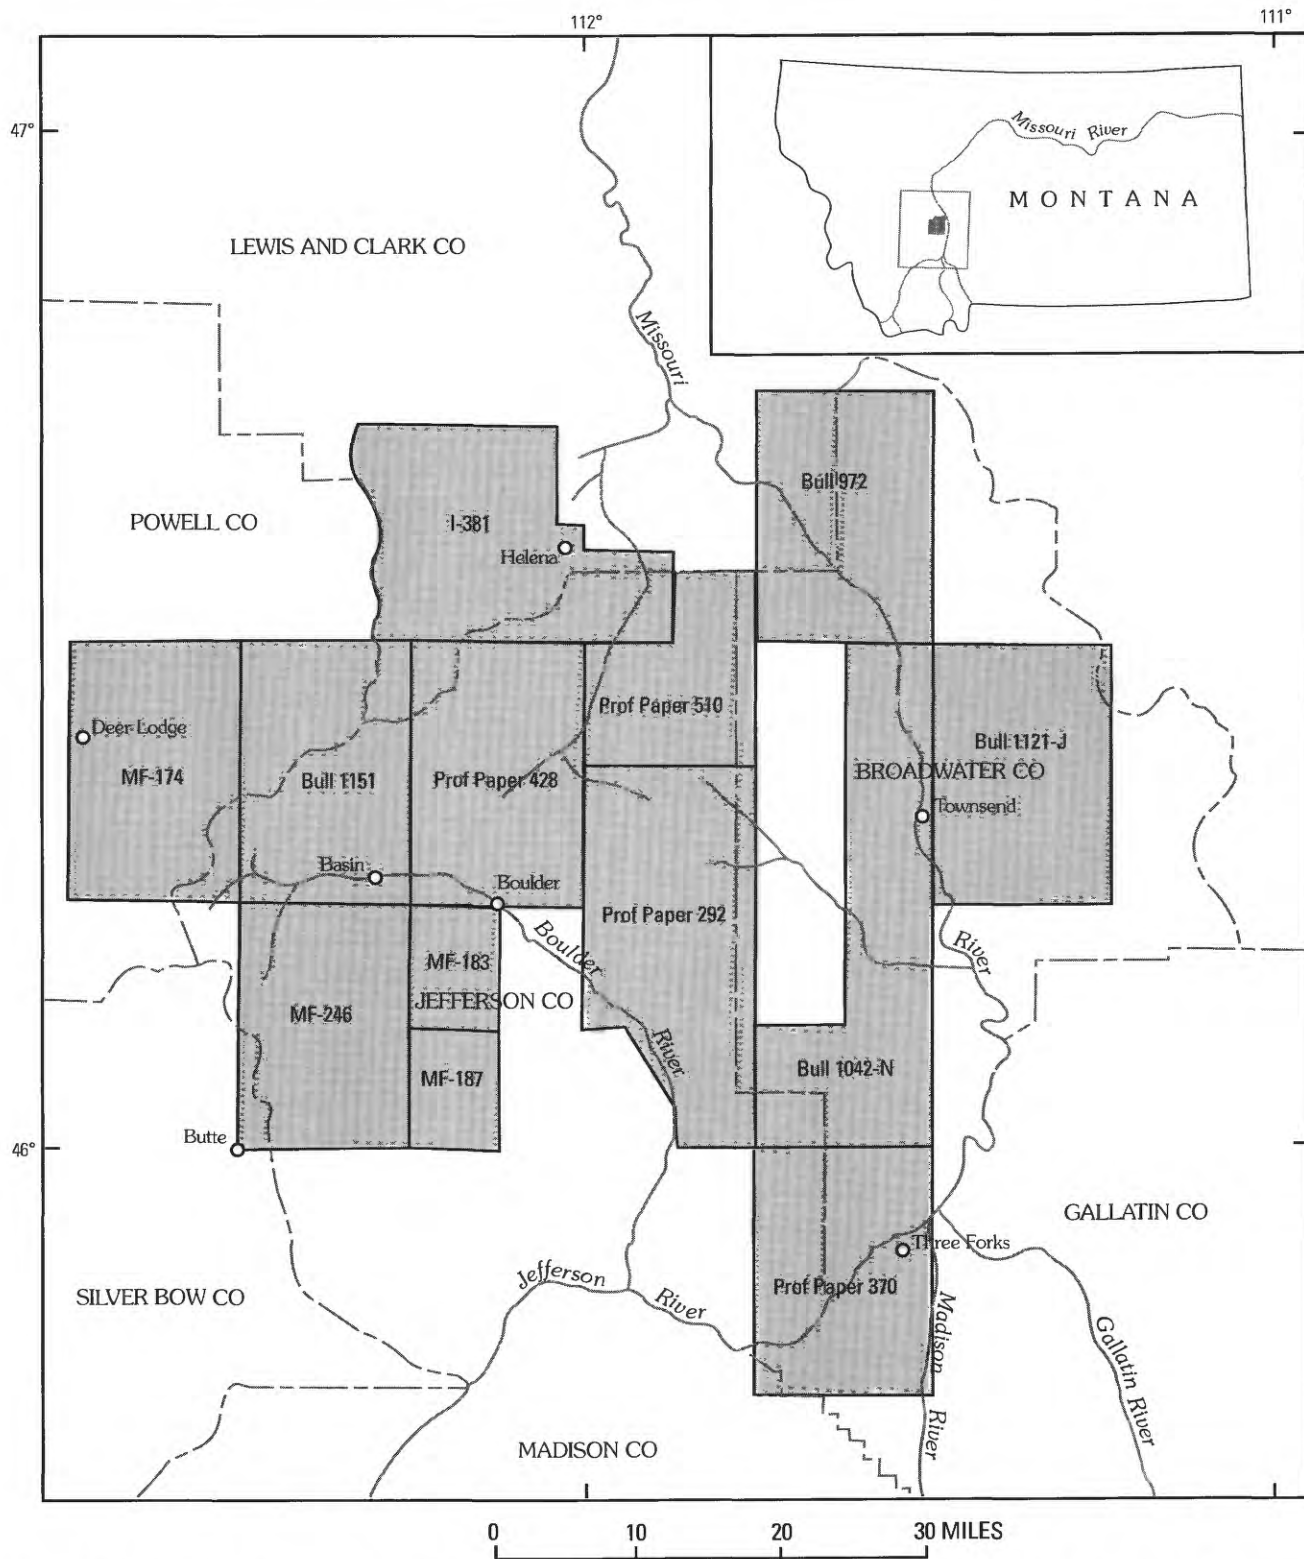 112°
111°
47°
Missouri River
MONTANA
LEWIS AND CLARK CO
Missouri
Bull 972
POWELL CO
I-381
Helena
Prof Paper 510
Deer Lodge
Bull 1121-J
MF-174
Bull 1151
Prof Paper 428
BROADWATER CO
Townsend
Basin
Boulder
Prof Paper 292
Boulder
River
MF-183
JEFFERSON CO
MF-246
River
Bull 1042-N
MF-187
Butte
46°
GALLATIN CO
Three Forks
Jefferson
River
Prof Paper 370
SILVER BOW CO
Madison
River
Gallatin River
MADISON CO
0 10 20 30 MILES